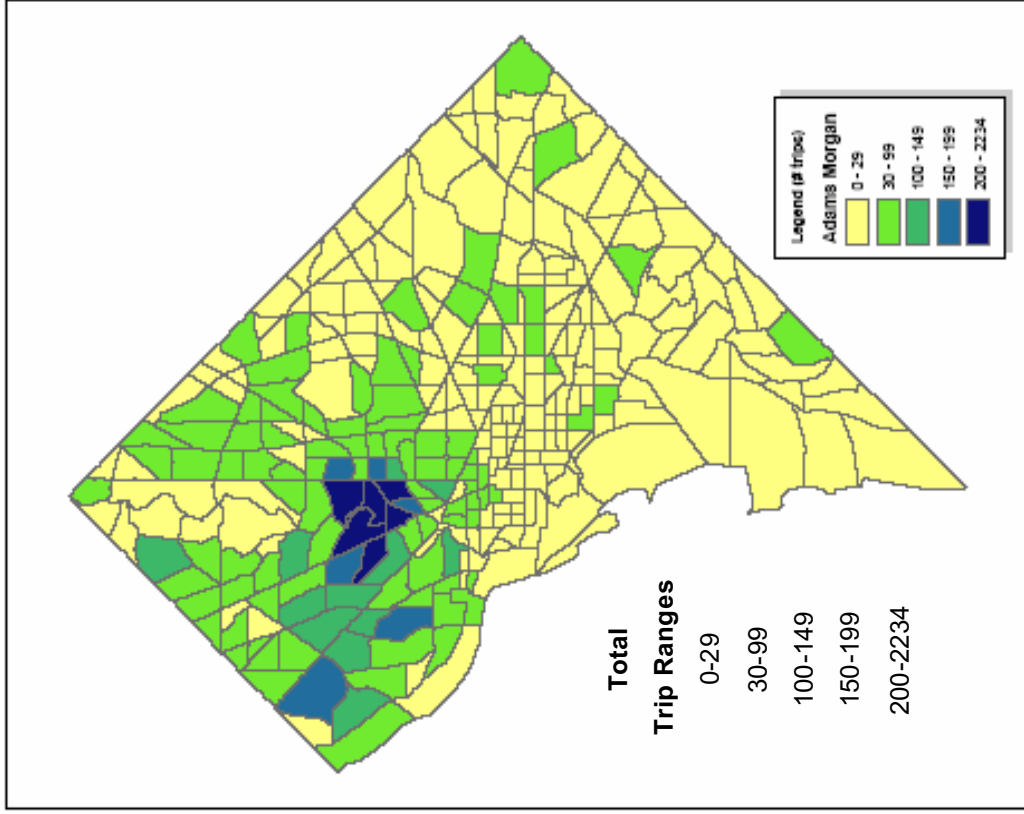 Legend (# trips)
Adams Morgan
0 - 29
30 - 99
100 - 149
150 - 199
200 - 2234
Total
Trip Ranges
0-29
30-99
100-149
150-199
200-2234